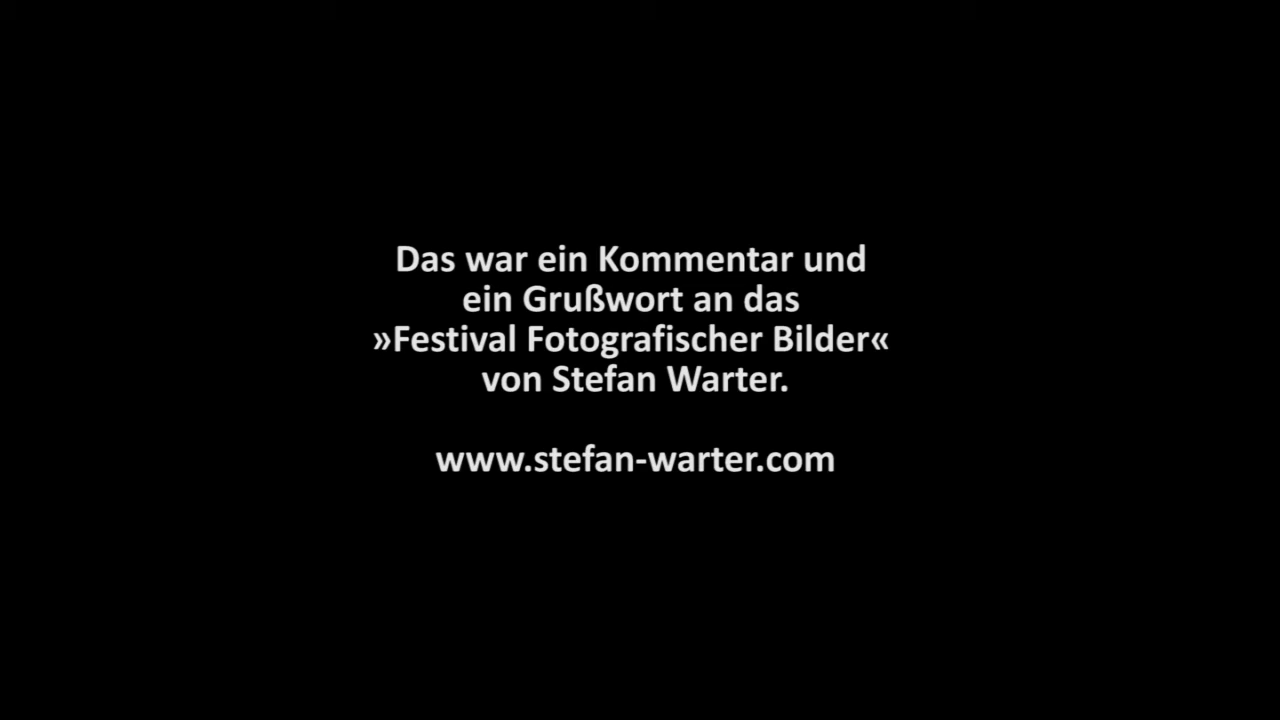 Das war ein Kommentar und
ein Grußwort an das
»Festival Fotografischer Bilder«
von Stefan Warter.
www.stefan-warter.com